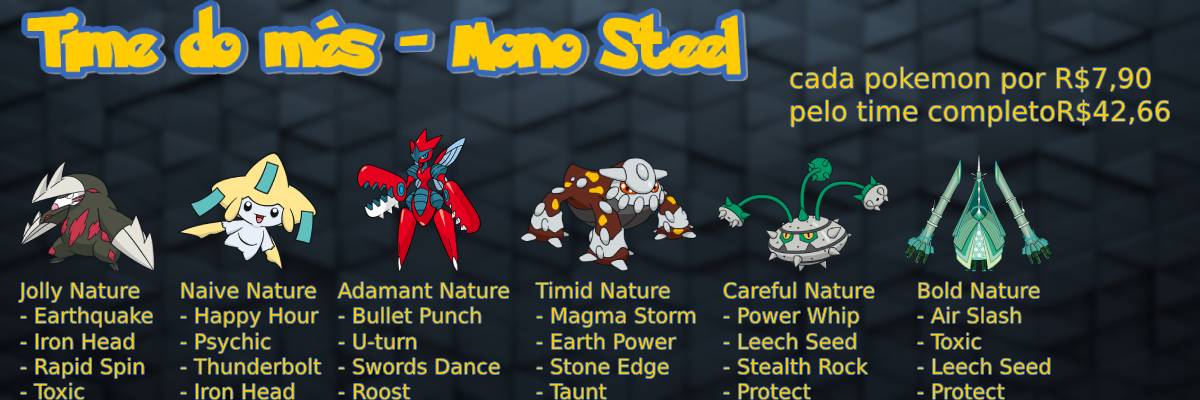 Time do mês - Mono Steel
cada pokemon por R$7,90
pelo time completoR$42,66
Jolly Nature
- Earthquake
- Iron Head
- Rapid Spin
- Toxic
Naive Nature
- Happy Hour
- Psychic
- Thunderbolt
- Iron Head
Adamant Nature
- Bullet Punch
- U-turn
- Swords Dance
- Roost
Timid Nature
- Magma Storm
- Earth Power
- Stone Edge
- Taunt
Careful Nature
- Power Whip
- Leech Seed
- Stealth Rock
- Protect
Bold Nature
- Air Slash
- Toxic
- Leech Seed
- Protect